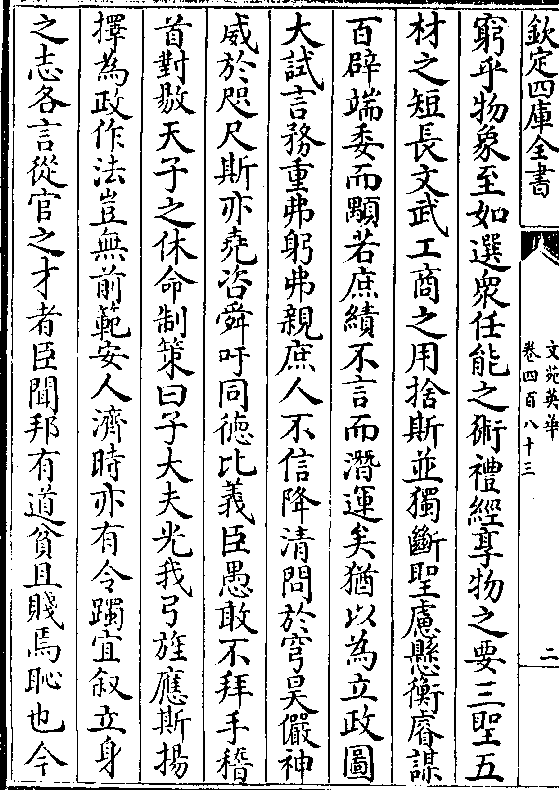 欽定四庫全書
文苑英華
卷四百八十三
二
窮乎物象至如選衆任能之術禮經享物之要三聖五
材之短長文武工商之用捨斯並獨斷聖慮懸衡睿謀
百辟端委而顒若庶績不言而潛運矣猶以為立政圖
大試言務重弗躬弗親庶人不信降清問於穹昊儼神
威於咫尺斯亦堯咨舜吁同德比義臣愚敢不拜手稽
首對敭天子之休命制策曰子大夫光我弓旌應斯揚
擇為政作法豈無前範安人濟時亦有令躅宜叙立身
之志各言從官之才者臣聞邦有道貧且賤焉恥也今